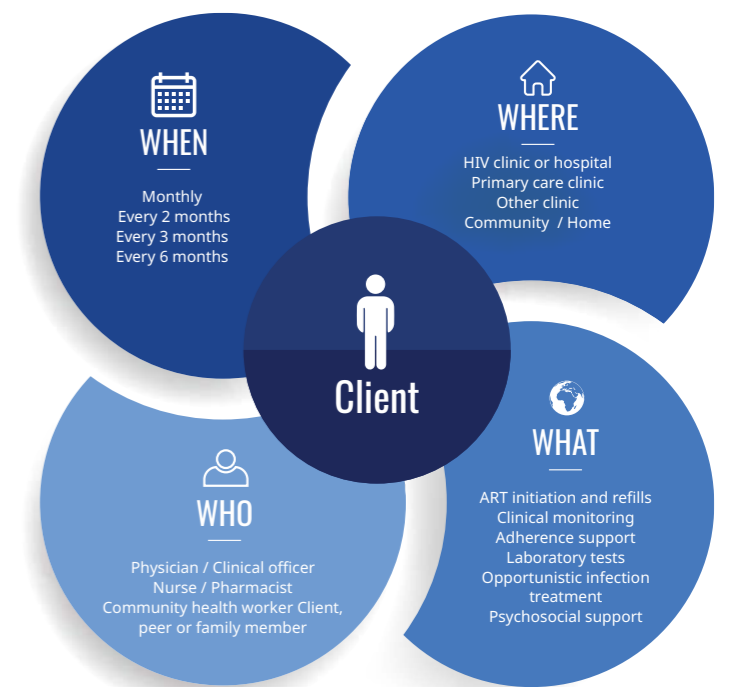 WHEN
Monthly
Every 2 months
Every 3 months
Every 6 months
WHERE
HIV clinic or hospital
Primary care clinic
Other clinic
Community / Home
Client
WHO
Physician / Clinical officer
Nurse / Pharmacist
Community health worker Client,
peer or family member
WHAT
ART initiation and refills
Clinical monitoring
Adherence support
Laboratory tests
Opportunistic infection
treatment
Psychosocial support